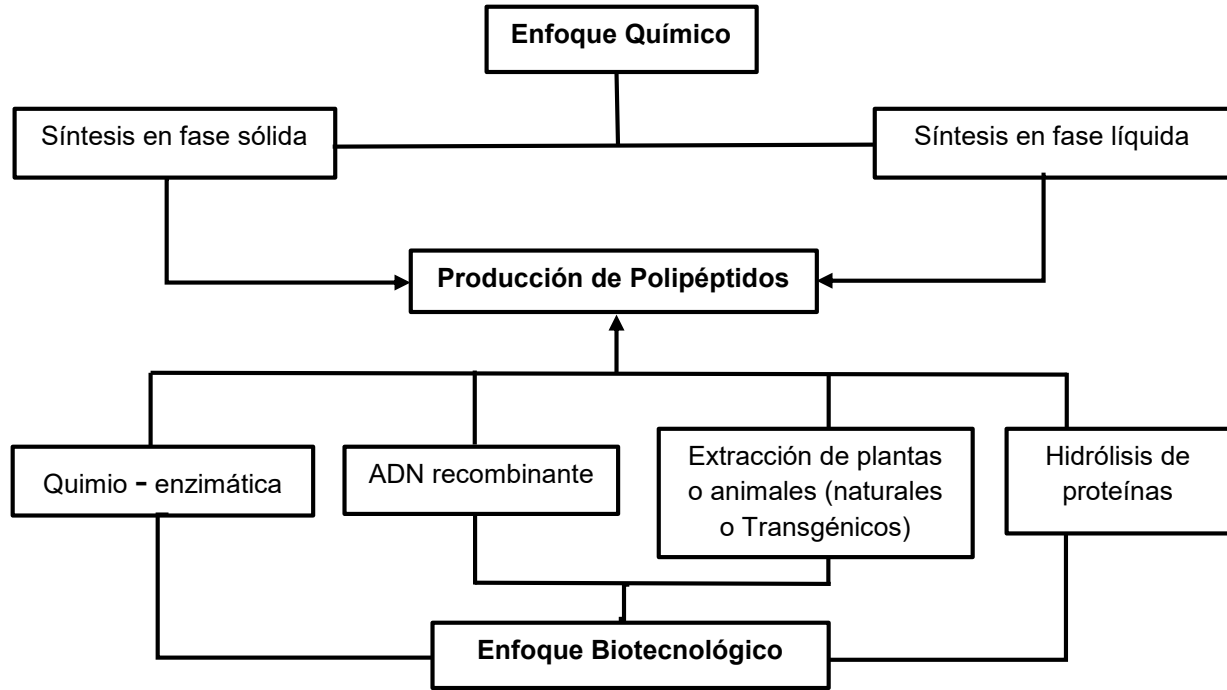 Enfoque Químico
Síntesis en fase sólida
Síntesis en fase líquida
Producción de Polipéptidos
Quimio - enzimática
ADN recombinante
Extracción de plantas
o animales (naturales
o Transgénicos)
Hidrólisis de
proteínas
Enfoque Biotecnológico